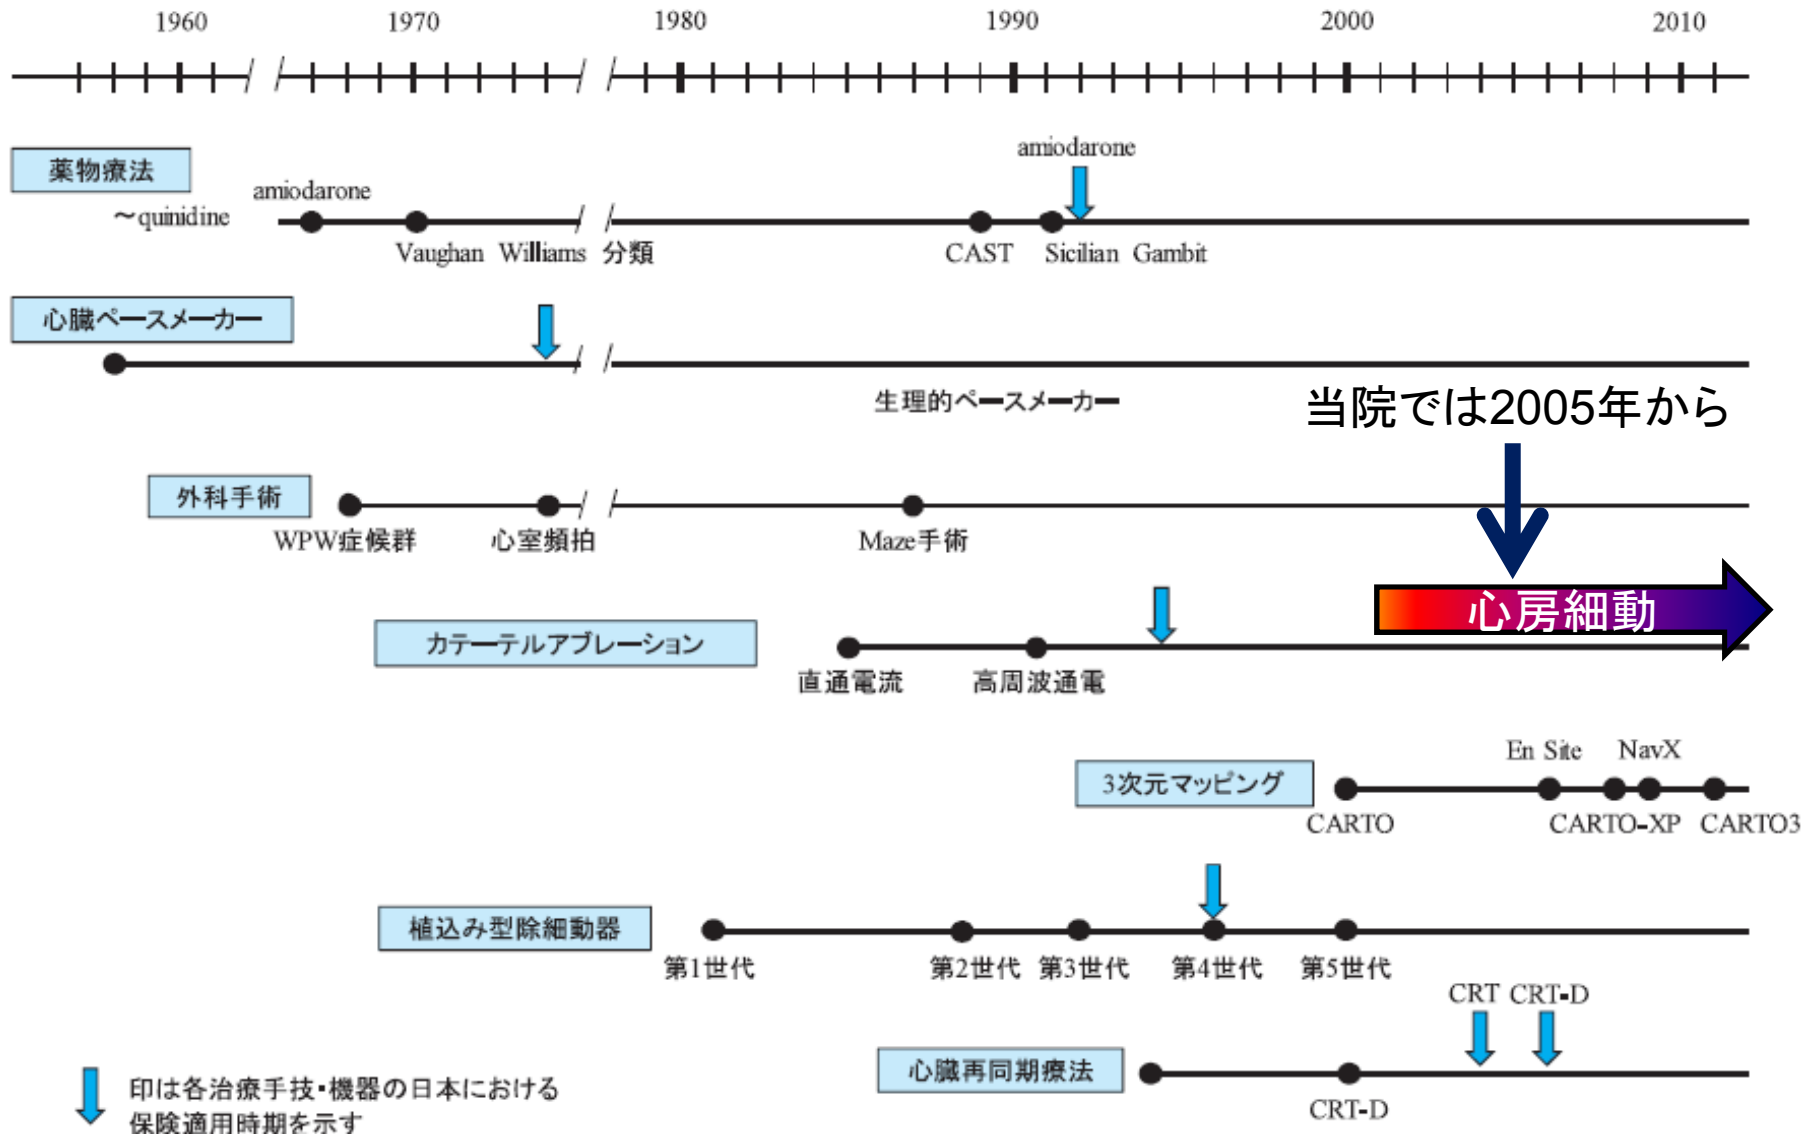 1960 1970 1980 1990 2000 2010
薬物療法
～quinidine
amiodarone
Vaughan Williams 分類
CAST
Sicilian Gambit
amiodarone
心臓ペースメーカー
生理的ペースメーカー
当院では2005年から
外科手術
WPW症候群
心室頻拍
Maze手術
心房細動
カテーテルアブレーション
直通電流
高周波通電
3次元マッピング
CARTO
En Site
CARTO-XP
NavX
CARTO3
植込み型除細動器
第1世代
第2世代
第3世代
第4世代
第5世代
心臓再同期療法
CRT-D
CRT
CRT-D
印は各治療手技・機器の日本における
保険適用時期を示す